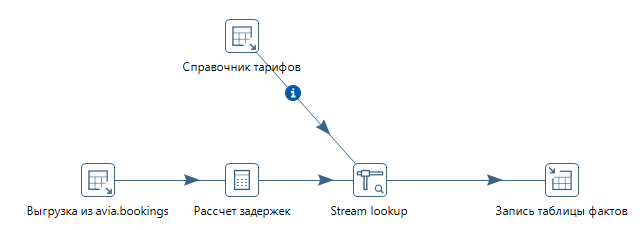 Справочник тарифов
Выгрузка из avia.bookings
Рассчет задержек
Stream lookup
Запись таблицы фактов